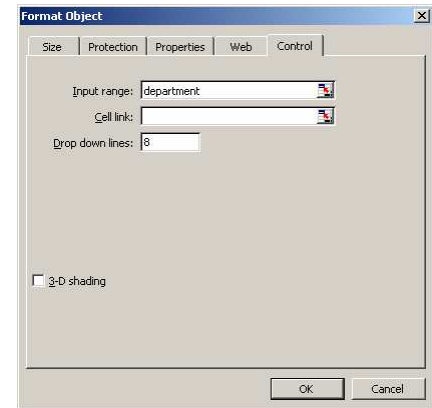 Format Object
Size Protection Properties Web Control
Input range: department
Cell link:
Drop down lines: 8
3-D shading
OK Cancel